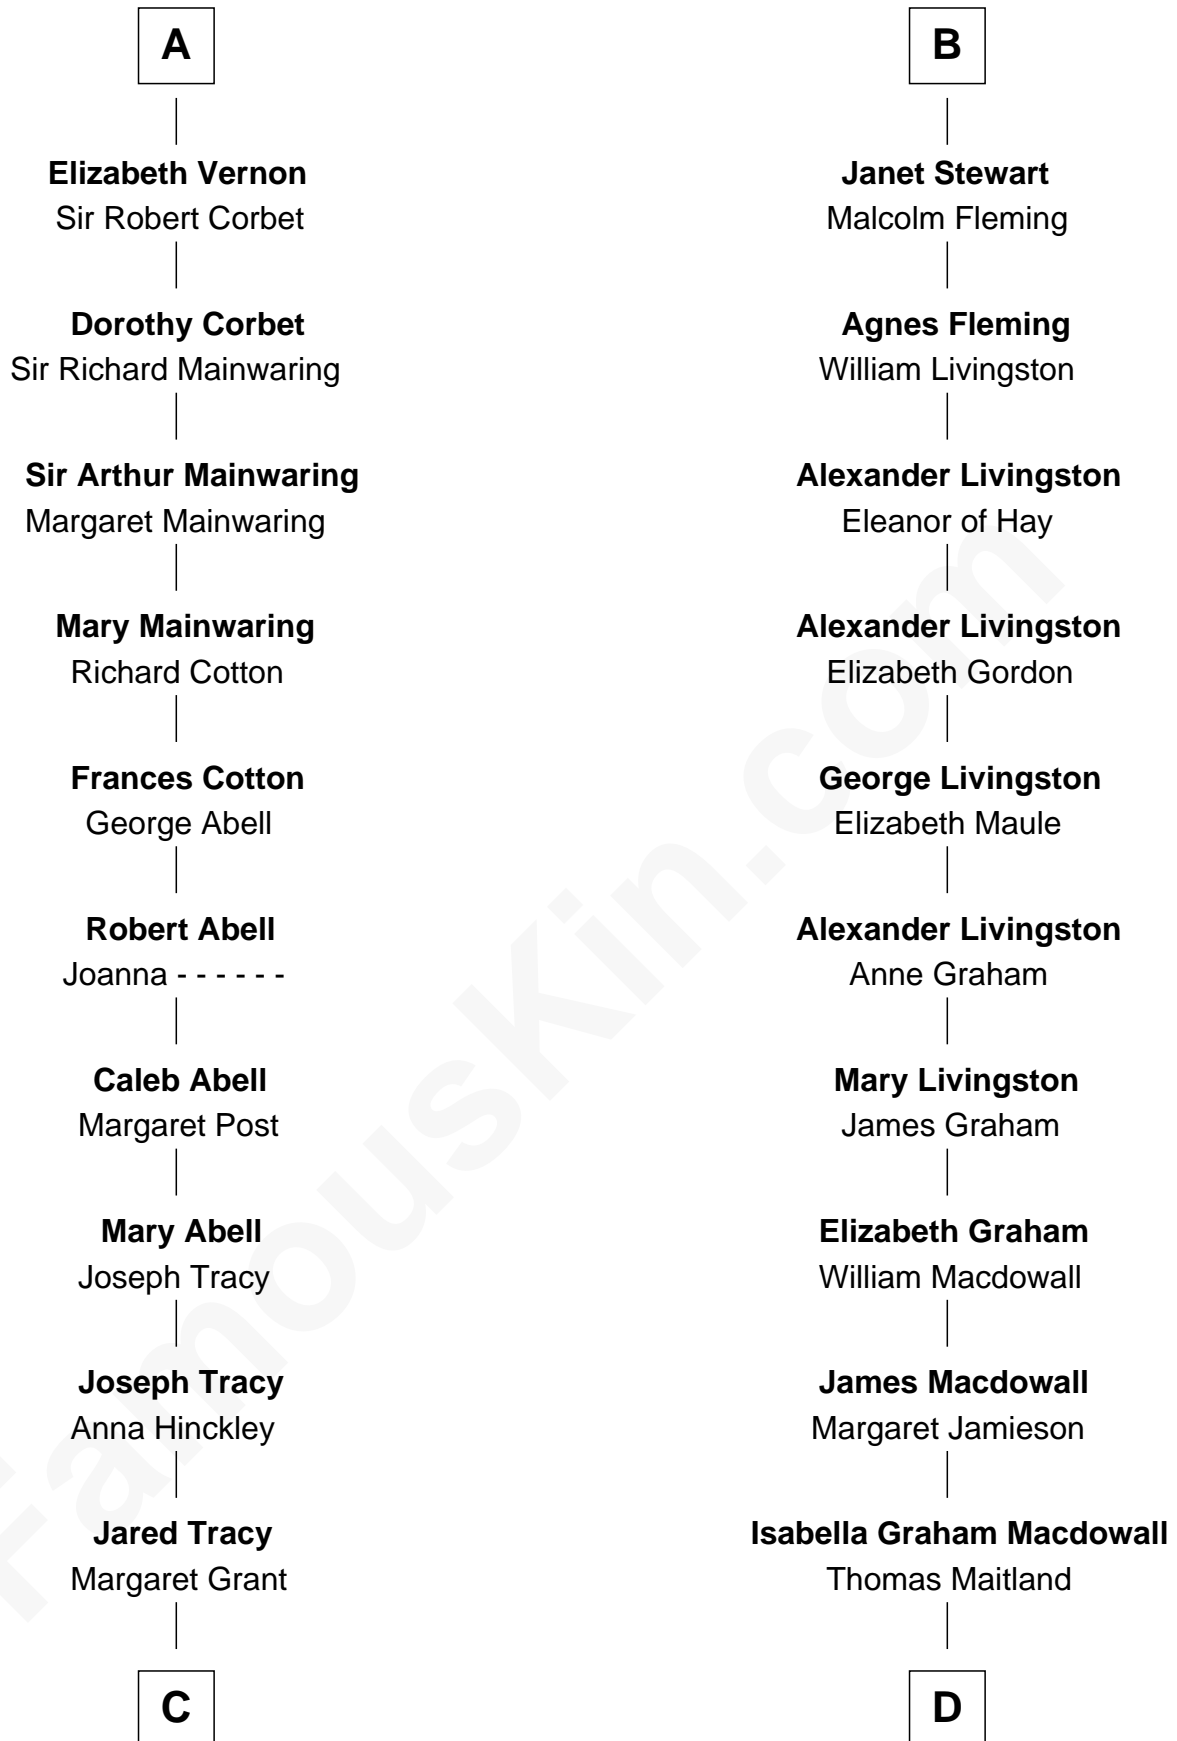 A
Elizabeth Vernon
Sir Robert Corbet
Dorothy Corbet
Sir Richard Mainwaring
Sir Arthur Mainwaring
Margaret Mainwaring
Mary Mainwaring
Richard Cotton
Frances Cotton
George Abell
Robert Abell
Joanna - - - - - -
Caleb Abell
Margaret Post
Mary Abell
Joseph Tracy
Joseph Tracy
Anna Hinckley
Jared Tracy
Margaret Grant
C
B
Janet Stewart
Malcolm Fleming
Agnes Fleming
William Livingston
Alexander Livingston
Eleanor of Hay
Alexander Livingston
Elizabeth Gordon
George Livingston
Elizabeth Maule
Alexander Livingston
Anne Graham
Mary Livingston
James Graham
Elizabeth Graham
William Macdowall
James Macdowall
Margaret Jamieson
Isabella Graham Macdowall
Thomas Maitland
D
FamousKin.com